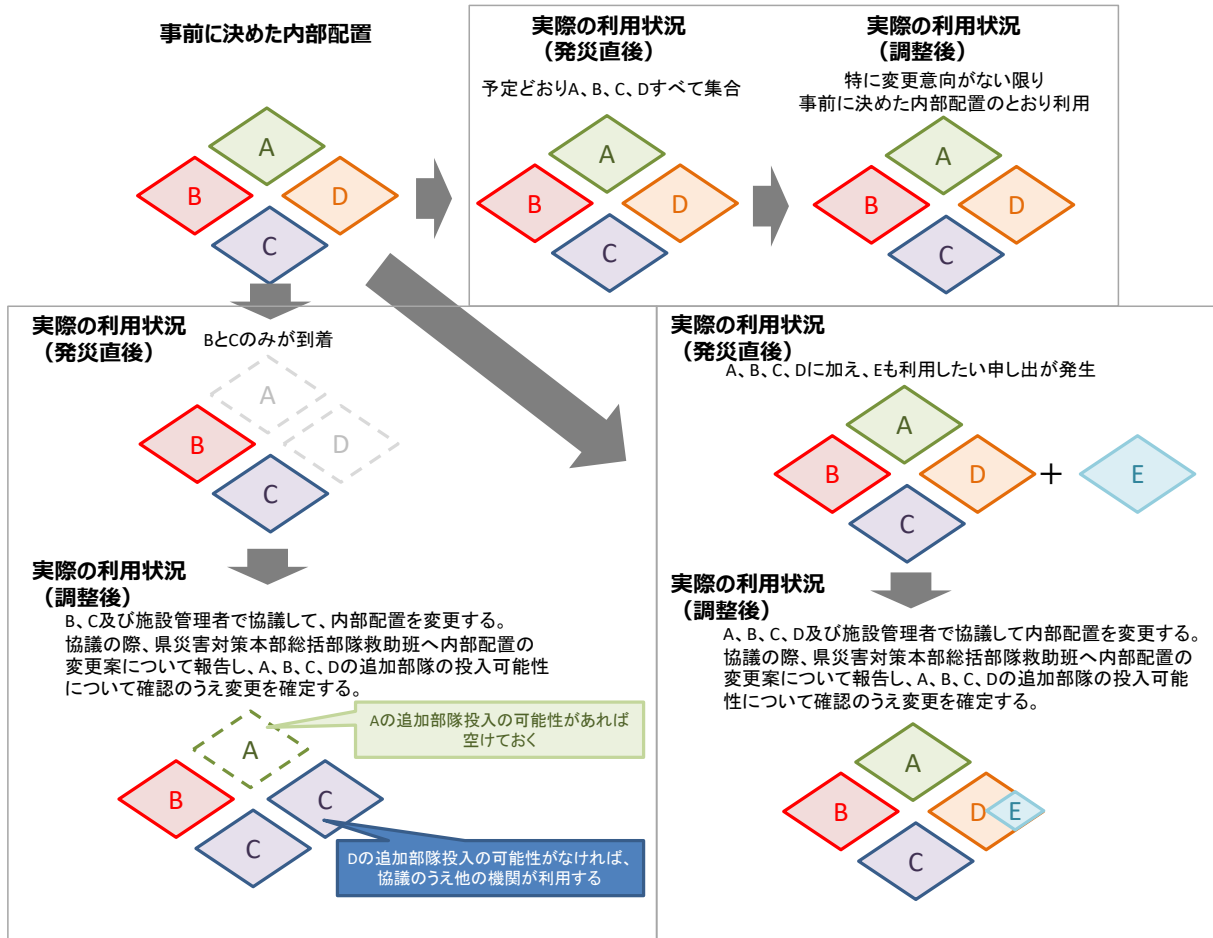 事前に決めた内部配置
A
B
D
C
実際の利用状況
（発災直後）
予定どおりA、B、C、Dすべて集合
A
B
D
C
実際の利用状況
（調整後）
特に変更意向がない限り
事前に決めた内部配置のとおり利用
A
B
D
C
実際の利用状況
（発災直後）
BとCのみが到着
A
B
D
C
実際の利用状況
（調整後）
B、C及び施設管理者で協議して、内部配置を変更する。
協議の際、県災害対策本部総括部隊救助班へ内部配置の
変更案について報告し、A、B、C、Dの追加部隊の投入可能性
について確認のうえ変更を確定する。
Aの追加部隊投入の可能性があれば
空けておく
A
B
C
C
Dの追加部隊投入の可能性がなければ、
協議のうえ他の機関が利用する
実際の利用状況
（発災直後）
A、B、C、Dに加え、Eも利用したい申し出が発生
A
B
D
＋
E
C
実際の利用状況
（調整後）
A、B、C、D及び施設管理者で協議して内部配置を変更する。
協議の際、県災害対策本部総括部隊救助班へ内部配置の
変更案について報告し、A、B、C、Dの追加部隊の投入可能
性について確認のうえ変更を確定する。
A
B
D
E
C